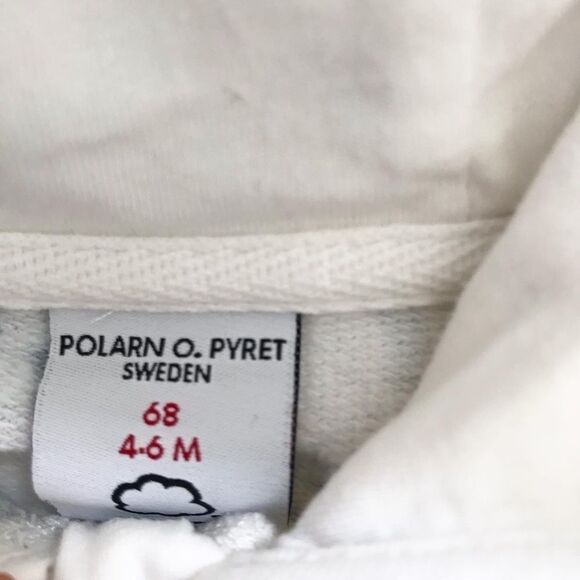 POLARN O. PYRET
SWEDEN
68
4-6 M